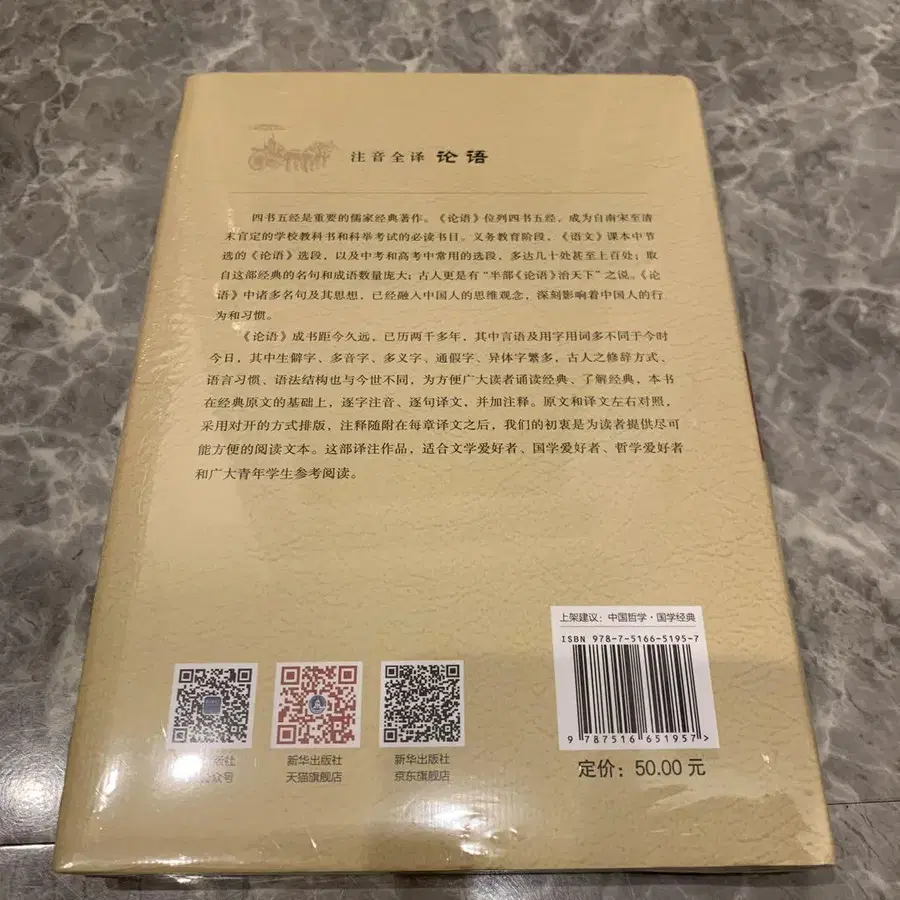 注音全译 论语
四书五经是重要的儒家经典著作。《论语》位列四书五经，成为自南宋至清
末官定的学校教科书和科举考试的必读书目。义务教育阶段，《语文》课本中节
选的《论语》选段，以及中考和高考中常用的选段，多达几十处甚至上百处；取
自这部经典的名句和成语数量庞大；古人更是有“半部《论语》治天下”之说。《论
语》中诸多名句及其思想，已经融入中国人的思维观念，深刻影响着中国人的行
为和习惯。
《论语》成书距今久远，已历两千多年，其中言语及用字用词多不同于今时
今日，其中生僻字、多音字、多义字、通假字、异体字繁多，古人之修辞方式、
语言习惯、语法结构也与今世不同，为方便广大读者诵读经典、了解经典，本书
在经典原文的基础上，逐字注音、逐句译文，并加注释。原文和译文左右对照，
采用对开的方式排版，注释随附在每章译文之后，我们的初衷是为读者提供尽可
能方便的阅读文本。这部译注作品，适合文学爱好者、国学爱好者、哲学爱好者
和广大青年学生参考阅读。
上架建议：中国哲学·国学经典
ISBN 978-7-5166-5195-7
9 787516 651957 >
定价：50.00 元
版社
众号
新华出版社
天猫旗舰店
新华出版社
京东旗舰店